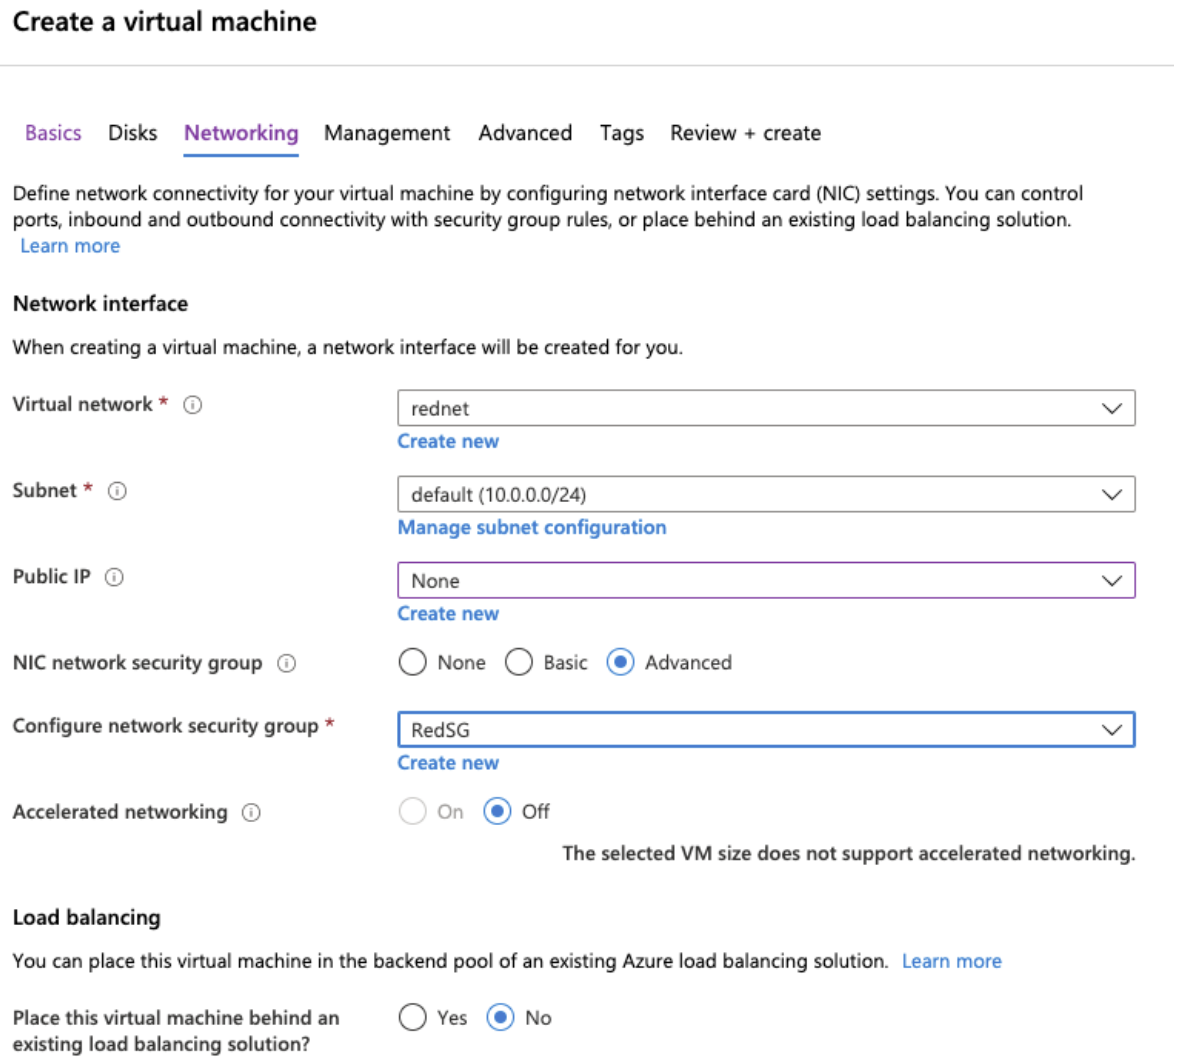 Create a virtual machine
Basics Disks Networking Management Advanced Tags Review + create
Define network connectivity for your virtual machine by configuring network interface card (NIC) settings. You can control
ports, inbound and outbound connectivity with security group rules, or place behind an existing load balancing solution.
Learn more
Network interface
When creating a virtual machine, a network interface will be created for you.
Virtual network * rednet
Create new
Subnet * default (10.0.0.0/24)
Manage subnet configuration
Public IP None
Create new
NIC network security group None Basic Advanced
Configure network security group * RedSG
Create new
Accelerated networking On Off
The selected VM size does not support accelerated networking.
Load balancing
You can place this virtual machine in the backend pool of an existing Azure load balancing solution. Learn more
Place this virtual machine behind an Yes No
existing load balancing solution?